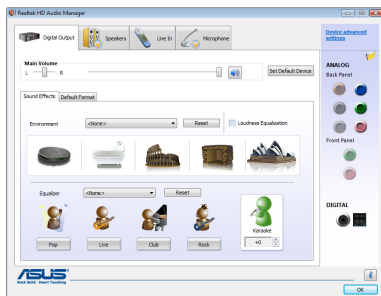 Realtek HD Audio Manager
Digital Output
Speakers
Line In
Microphone
Device advanced
settings
Main Volume
L
R
Set Default Device
ANALOG
Back Panel
Sound Effects
Default Format
Environment
<None>
Reset
Loudness Equalization
Front Panel
Equalizer
<None>
Reset
Pop
Live
Club
Rock
Karaoke
+0
DIGITAL
ASUS
Rock Solid · Heart Touching
i
OK